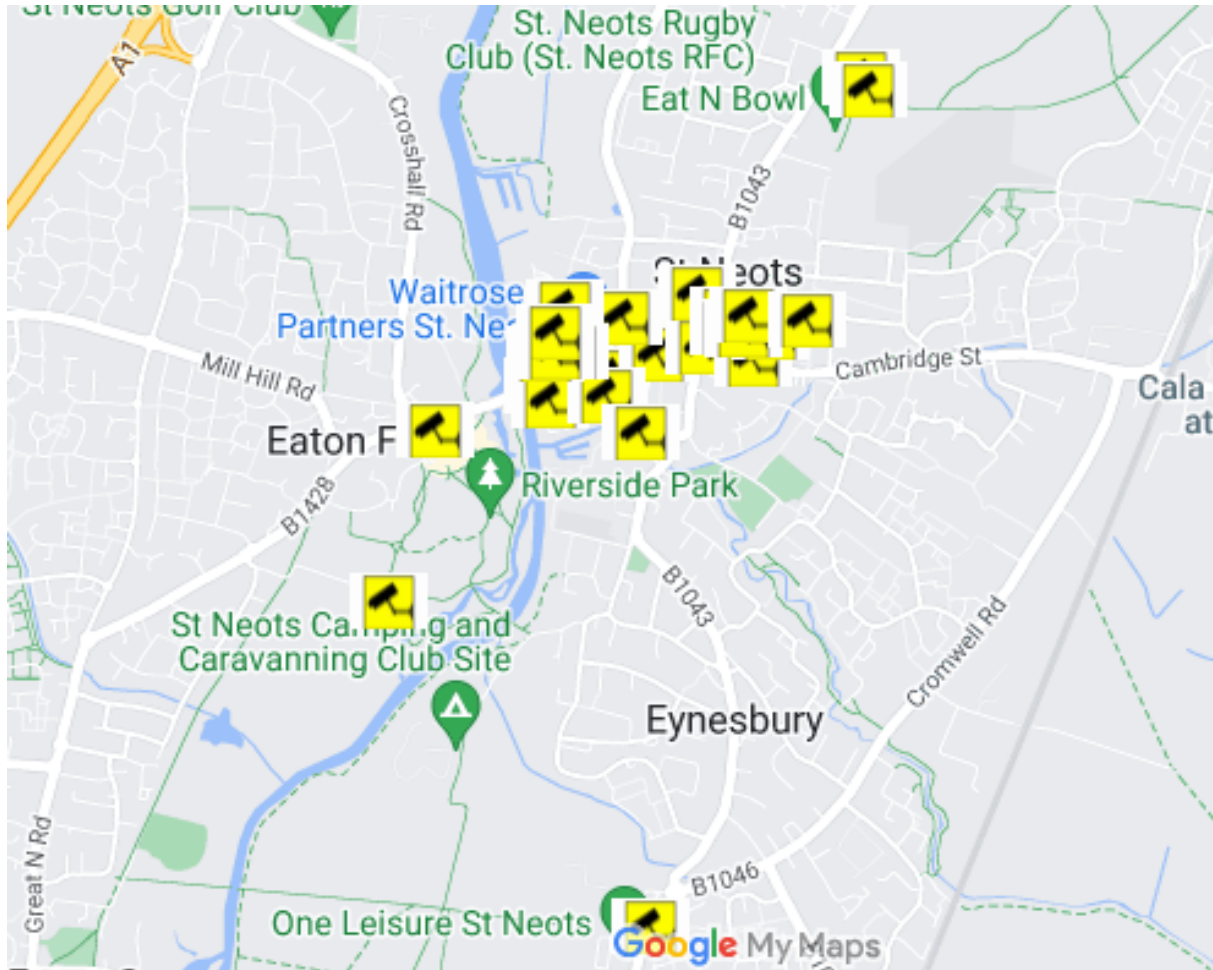 St Neots Golf Club
A1
St. Neots Rugby
Club (St. Neots RFC)
Eat N Bowl
Crosshall Rd
B1043
St Neots
Waitrose
Partners St. Neo
Mill Hill Rd
Cambridge St
Cala
at
Eaton F
Riverside Park
B1428
B1043
St Neots Camping and
Caravanning Club Site
Cromwell Rd
Eynesbury
Great N Rd
B1046
One Leisure St Neots
Google My Maps